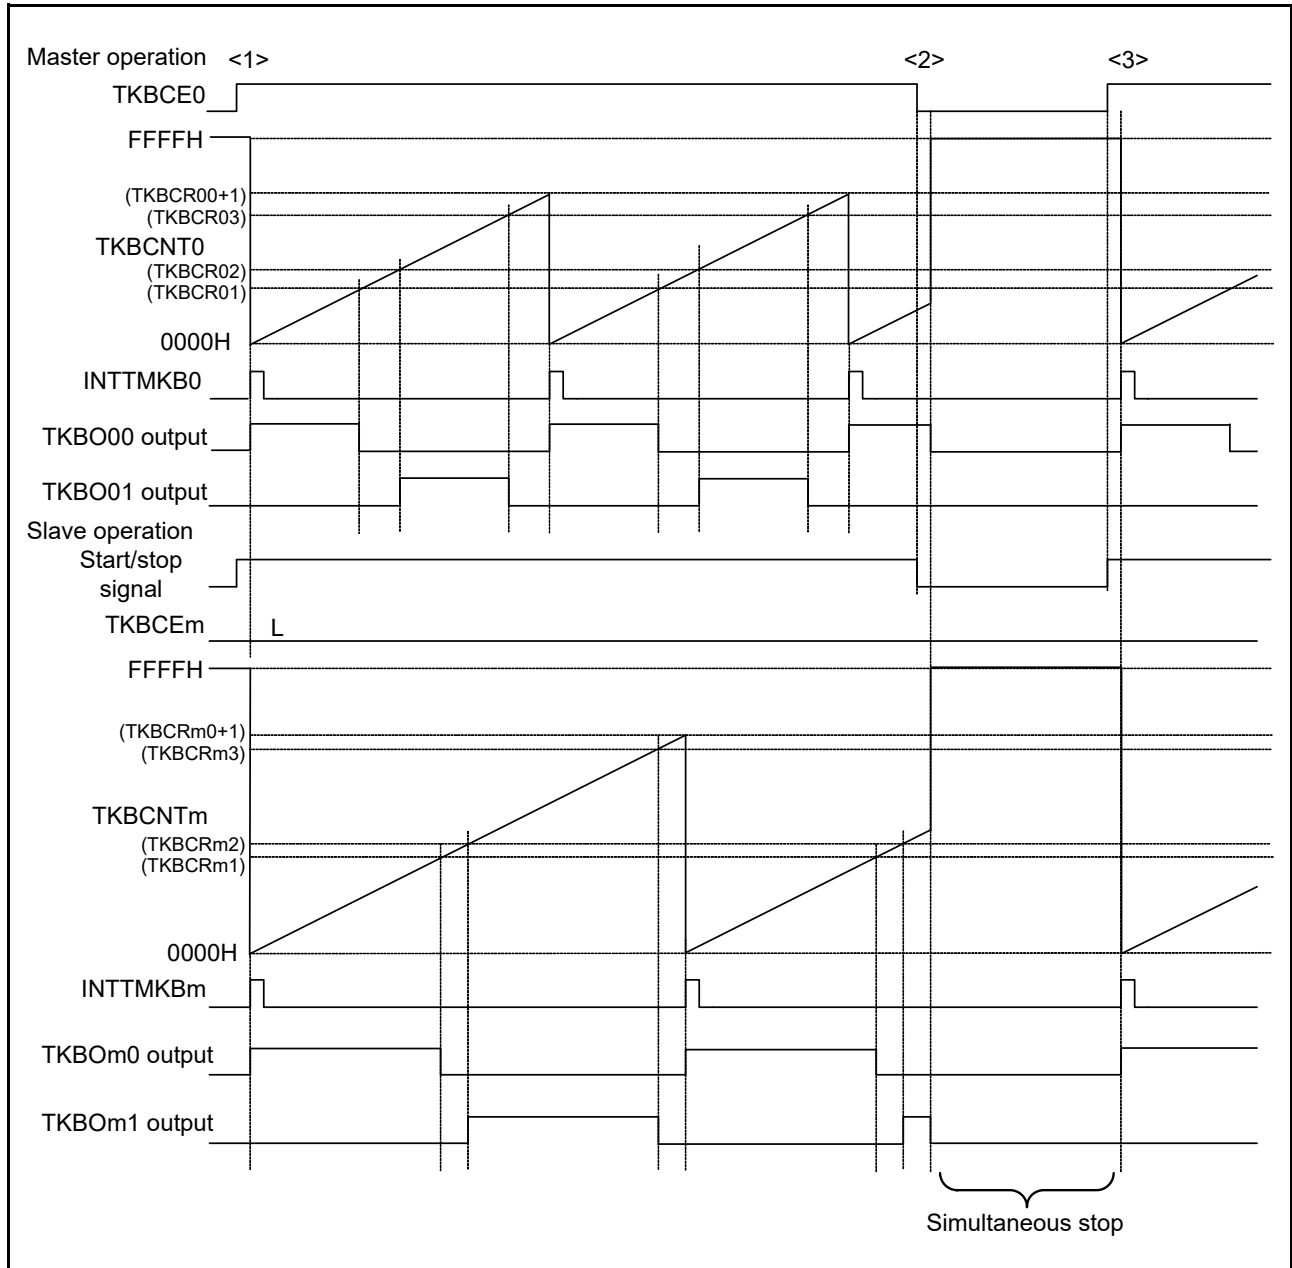 Master operation <1> <2> <3>
TKBCE0
FFFFH
(TKBCR00+1)
(TKBCR03)
TKBCNT0
(TKBCR02)
(TKBCR01)
0000H
INTTMKB0
TKBO00 output
TKBO01 output
Slave operation
Start/stop
signal
TKBCEm L
FFFFH
(TKBCRm0+1)
(TKBCRm3)
TKBCNTm
(TKBCRm2)
(TKBCRm1)
0000H
INTTMKBm
TKBOm0 output
TKBOm1 output
Simultaneous stop